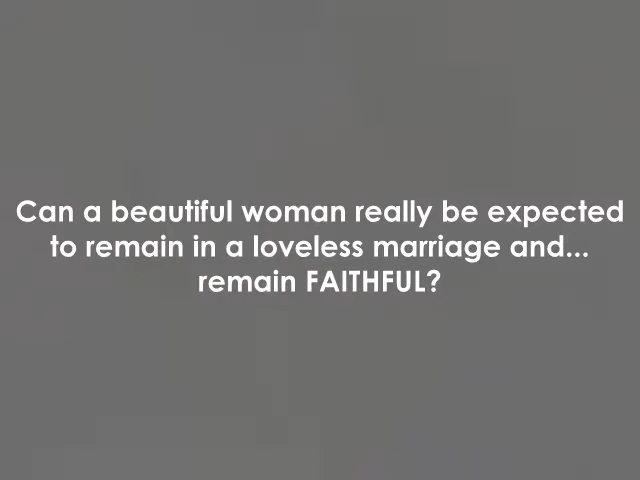 Can a beautiful woman really be expected
to remain in a loveless marriage and...
remain FAITHFUL?